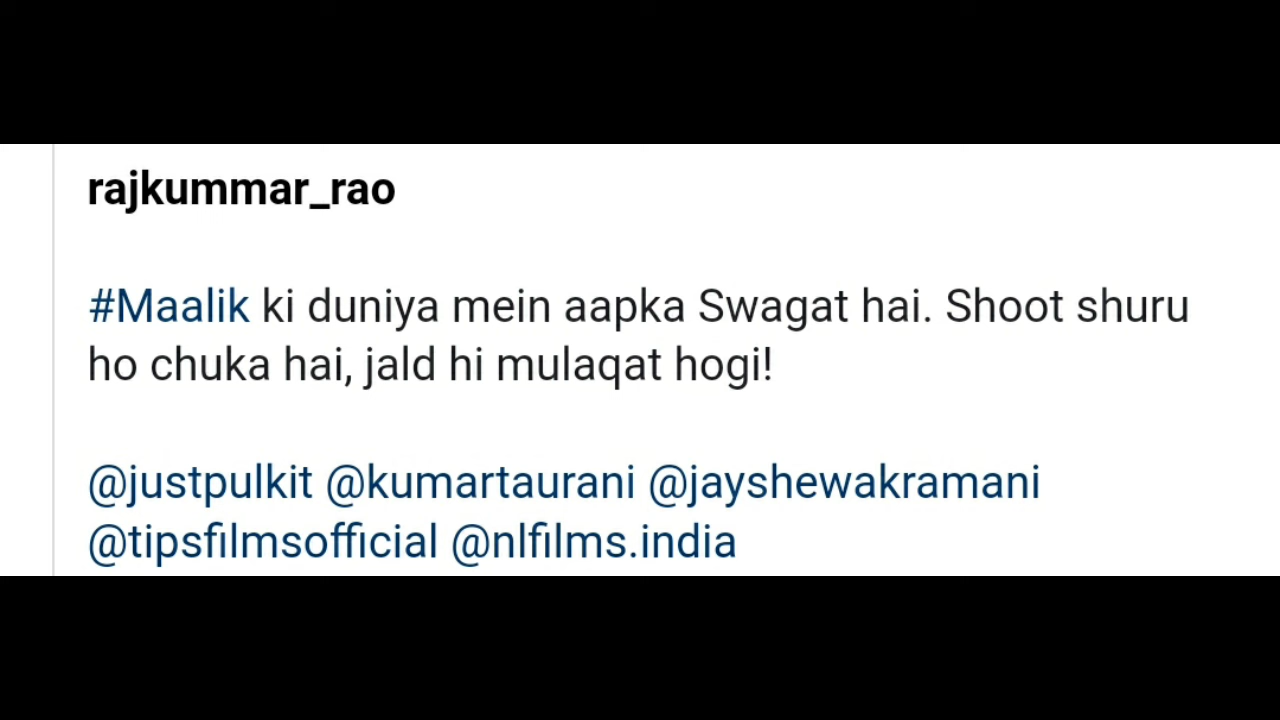 rajkummar_rao
#Maalik ki duniya mein aapka Swagat hai. Shoot shuru
ho chuka hai, jald hi mulaqat hogi!
@justpulkit @kumartaurani @jayshewakramani
@tipsfilmsofficial @nlfilms.india